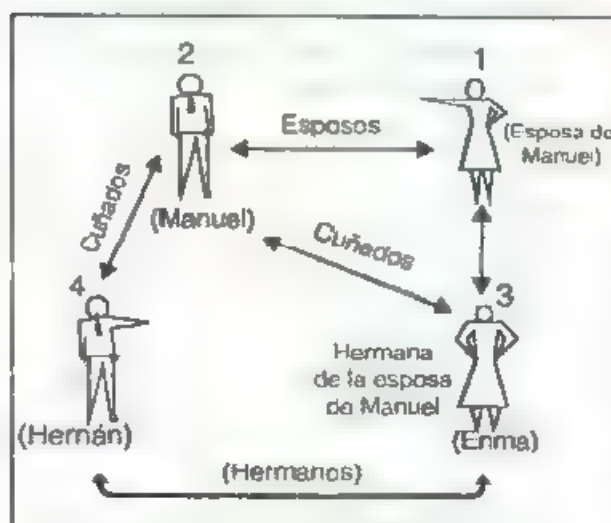 2
1
Esposos
(Esposa de
Manuel)
Cuñados
(Manuel)
Cuñados
4
3
Hermana
de la esposa
de Manuel
(Hernán)
(Enma)
(Hermanos)